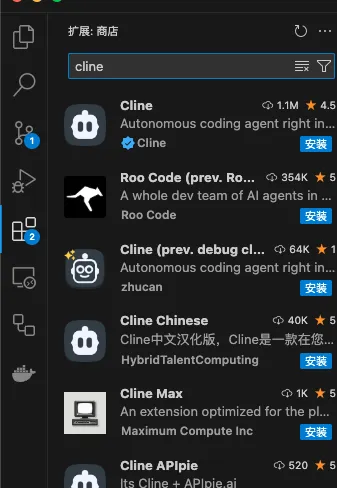 扩展: 商店
cline
Cline 1.1M ★ 4.5
Autonomous coding agent right in...
Cline 安装
Roo Code (prev. Ro... 354K ★ 5
A whole dev team of AI agents in ...
Roo Code 安装
Cline (prev. debug cl... 64K ★ 1
Autonomous coding agent right in...
zhucan 安装
Cline Chinese 40K ★ 5
Cline中文汉化版，Cline是一款在您...
HybridTalentComputing 安装
Cline Max 1K ★ 5
An extension optimized for the pl...
Maximum Compute Inc 安装
Cline APIpie 520 ★ 5
Its Cline + APIpie.ai
1
2